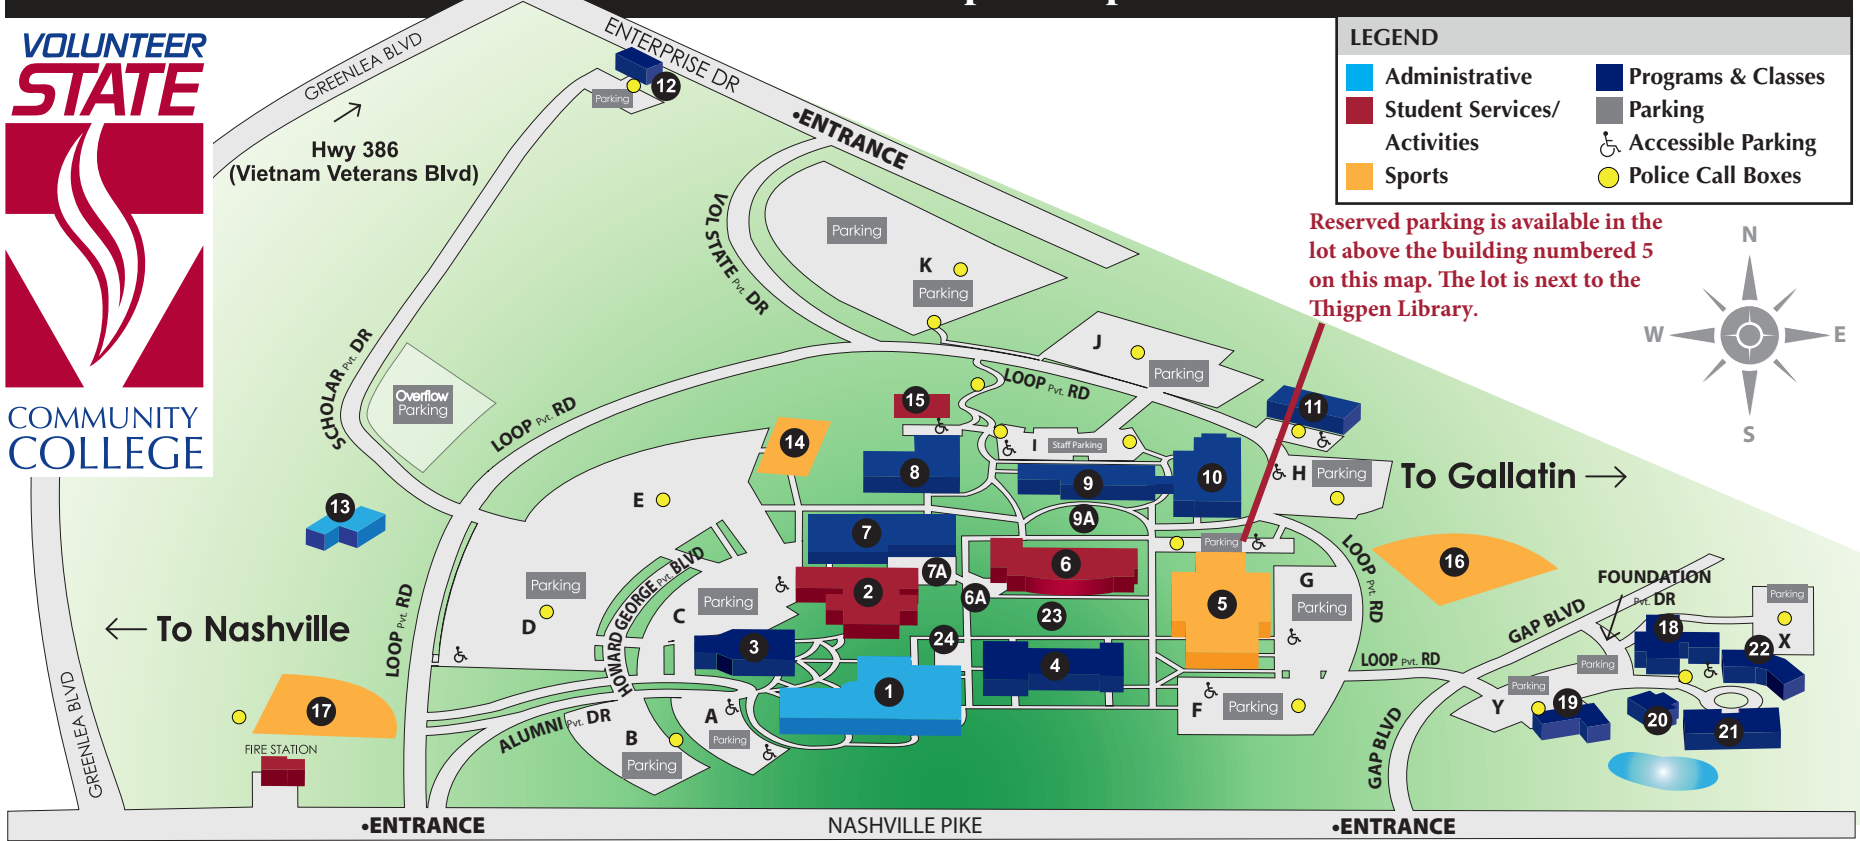 VOLUNTEER
STATE
COMMUNITY
COLLEGE
LEGEND
Administrative
Student Services/
Activities
Sports
Programs & Classes
Parking
Accessible Parking
Police Call Boxes
Reserved parking is available in the
lot above the building numbered 5
on this map. The lot is next to the
Thigpen Library.
N
W
E
S
GREENLEA BLVD
ENTERPRISE DR
•ENTRANCE
Hwy 386
(Vietnam Veterans Blvd)
12
Parking
VOL STATE Pvt. DR
Parking
K
Parking
J
Parking
SCHOLAR Pvt. DR
Overflow
Parking
LOOP Pvt. RD
LOOP Pvt. RD
15
14
11
I
Staff Parking
8
9
10
H
Parking
To Gallatin →
13
E
9A
7
7A
6
Parking
LOOP Pvt. RD
16
HOWARD GEORGE Pvt. BLVD
Parking
D
C
Parking
2
6A
23
5
G
Parking
FOUNDATION
Pvt. DR
GAP BLVD
Parking
X
← To Nashville
LOOP Pvt. RD
3
24
4
LOOP Pvt. RD
18
22
Parking
1
17
ALUMNI Pvt. DR
A
Parking
B
Parking
F
Parking
GAP BLVD
Parking
Y
19
20
21
FIRE STATION
GREENLEA BLVD
•ENTRANCE
NASHVILLE PIKE
•ENTRANCE